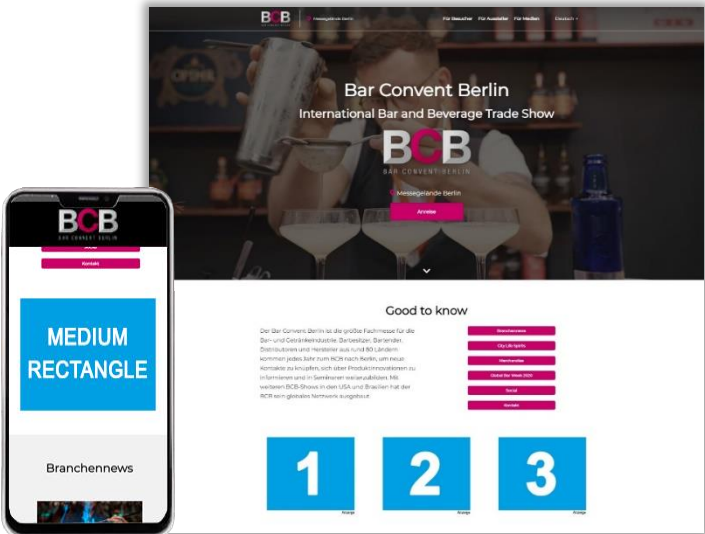 BCB
Messegelände Berlin
Für Besucher Für Aussteller Für Medien Deutsch
Bar Convent Berlin
International Bar and Beverage Trade Show
BCB
BAR CONVENT BERLIN
Messegelände Berlin
Anreise
Good to know
Der Bar Convent Berlin ist die größte Fachmesse für die
Bar- und Getränkeindustrie. Barbesitzer, Bartender,
Distributoren und Hersteller aus rund 80 Ländern
kommen jedes Jahr zum BCB nach Berlin, um neue
Kontakte zu knüpfen, sich über Produktinnovationen zu
informieren und in Seminaren weiterzubilden. Mit
weiteren BCB-Shows in den USA und Brasilien hat der
BCB sein globales Netzwerk ausgebaut.
Branchennews
City Life Spirits
Merchandise
Global Bar Week 2020
Social
Kontakt
1
2
3
Anzeige
Anzeige
Anzeige
BCB
BAR CONVENT BERLIN
Kontakt
MEDIUM
RECTANGLE
Branchennews